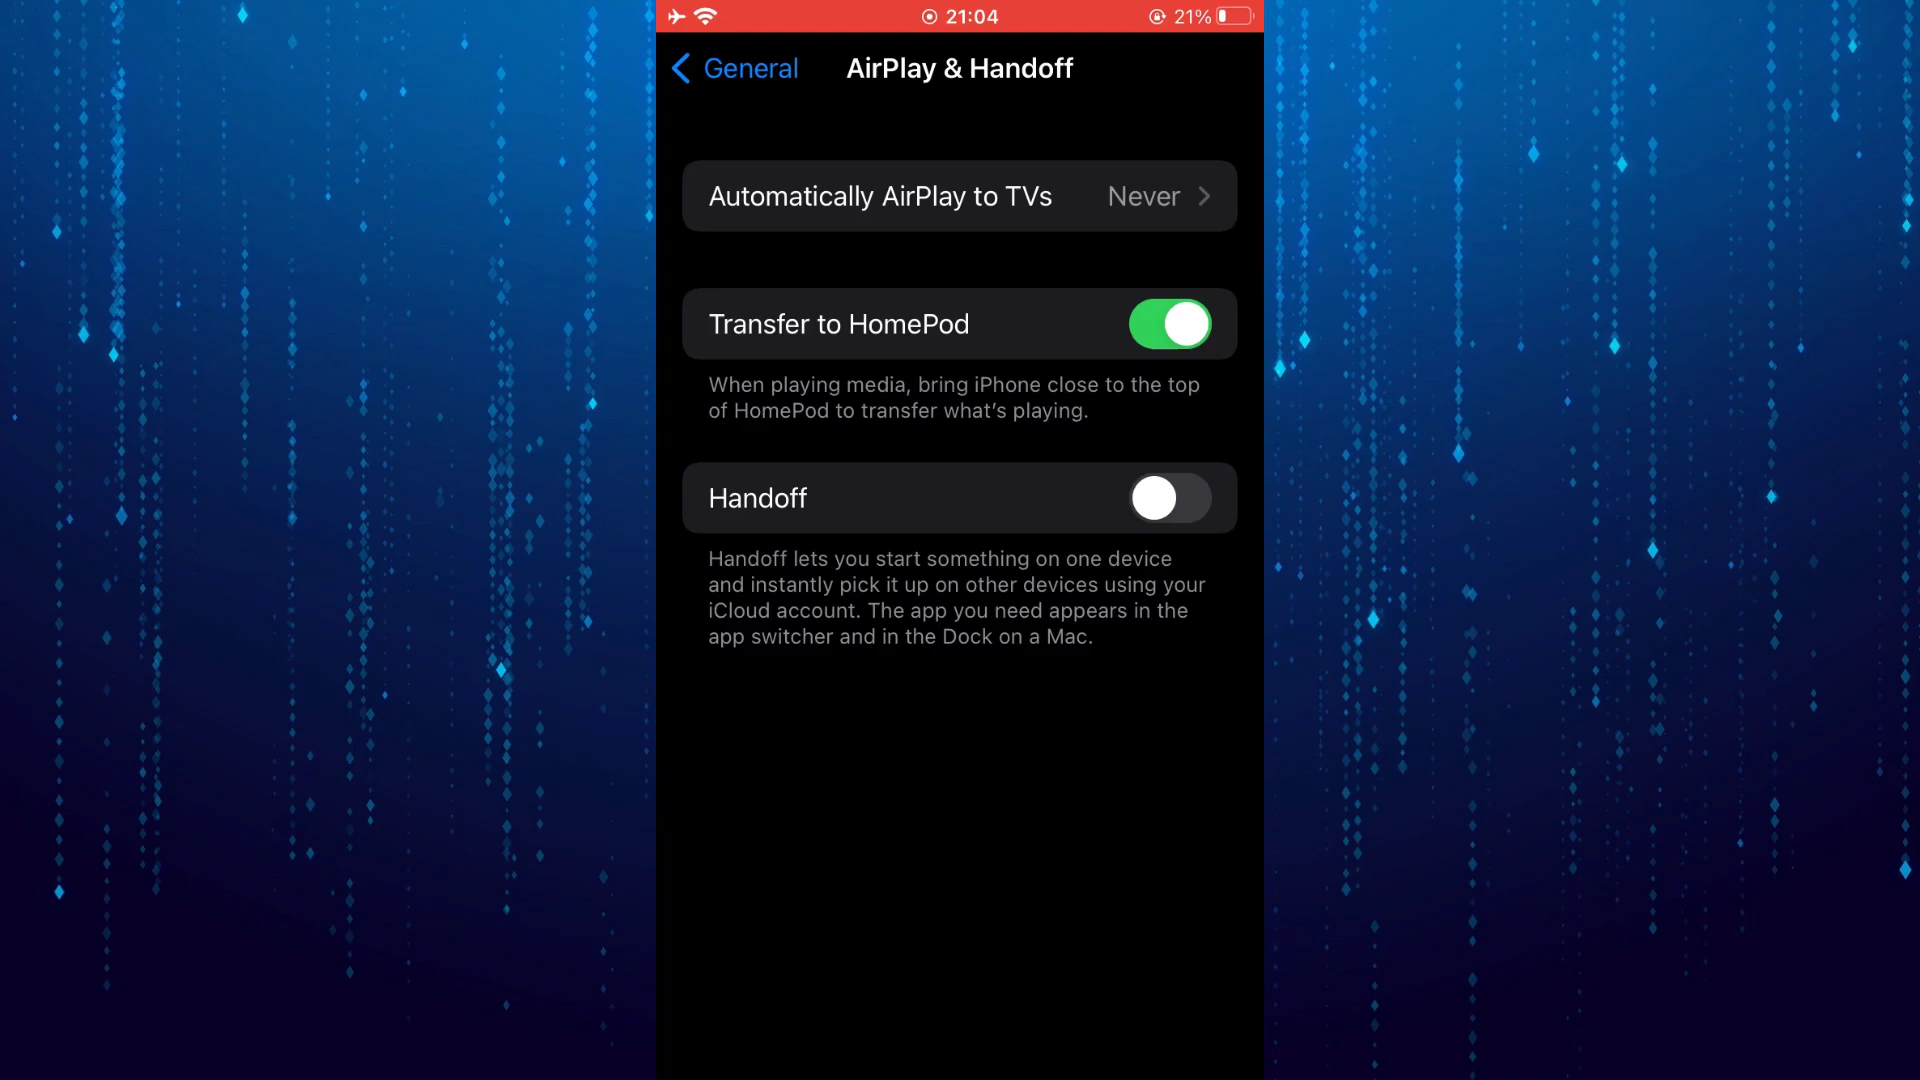 21:04
21%
General
AirPlay & Handoff
Automatically AirPlay to TVs Never
Transfer to HomePod
When playing media, bring iPhone close to the top
of HomePod to transfer what's playing.
Handoff
Handoff lets you start something on one device
and instantly pick it up on other devices using your
iCloud account. The app you need appears in the
app switcher and in the Dock on a Mac.